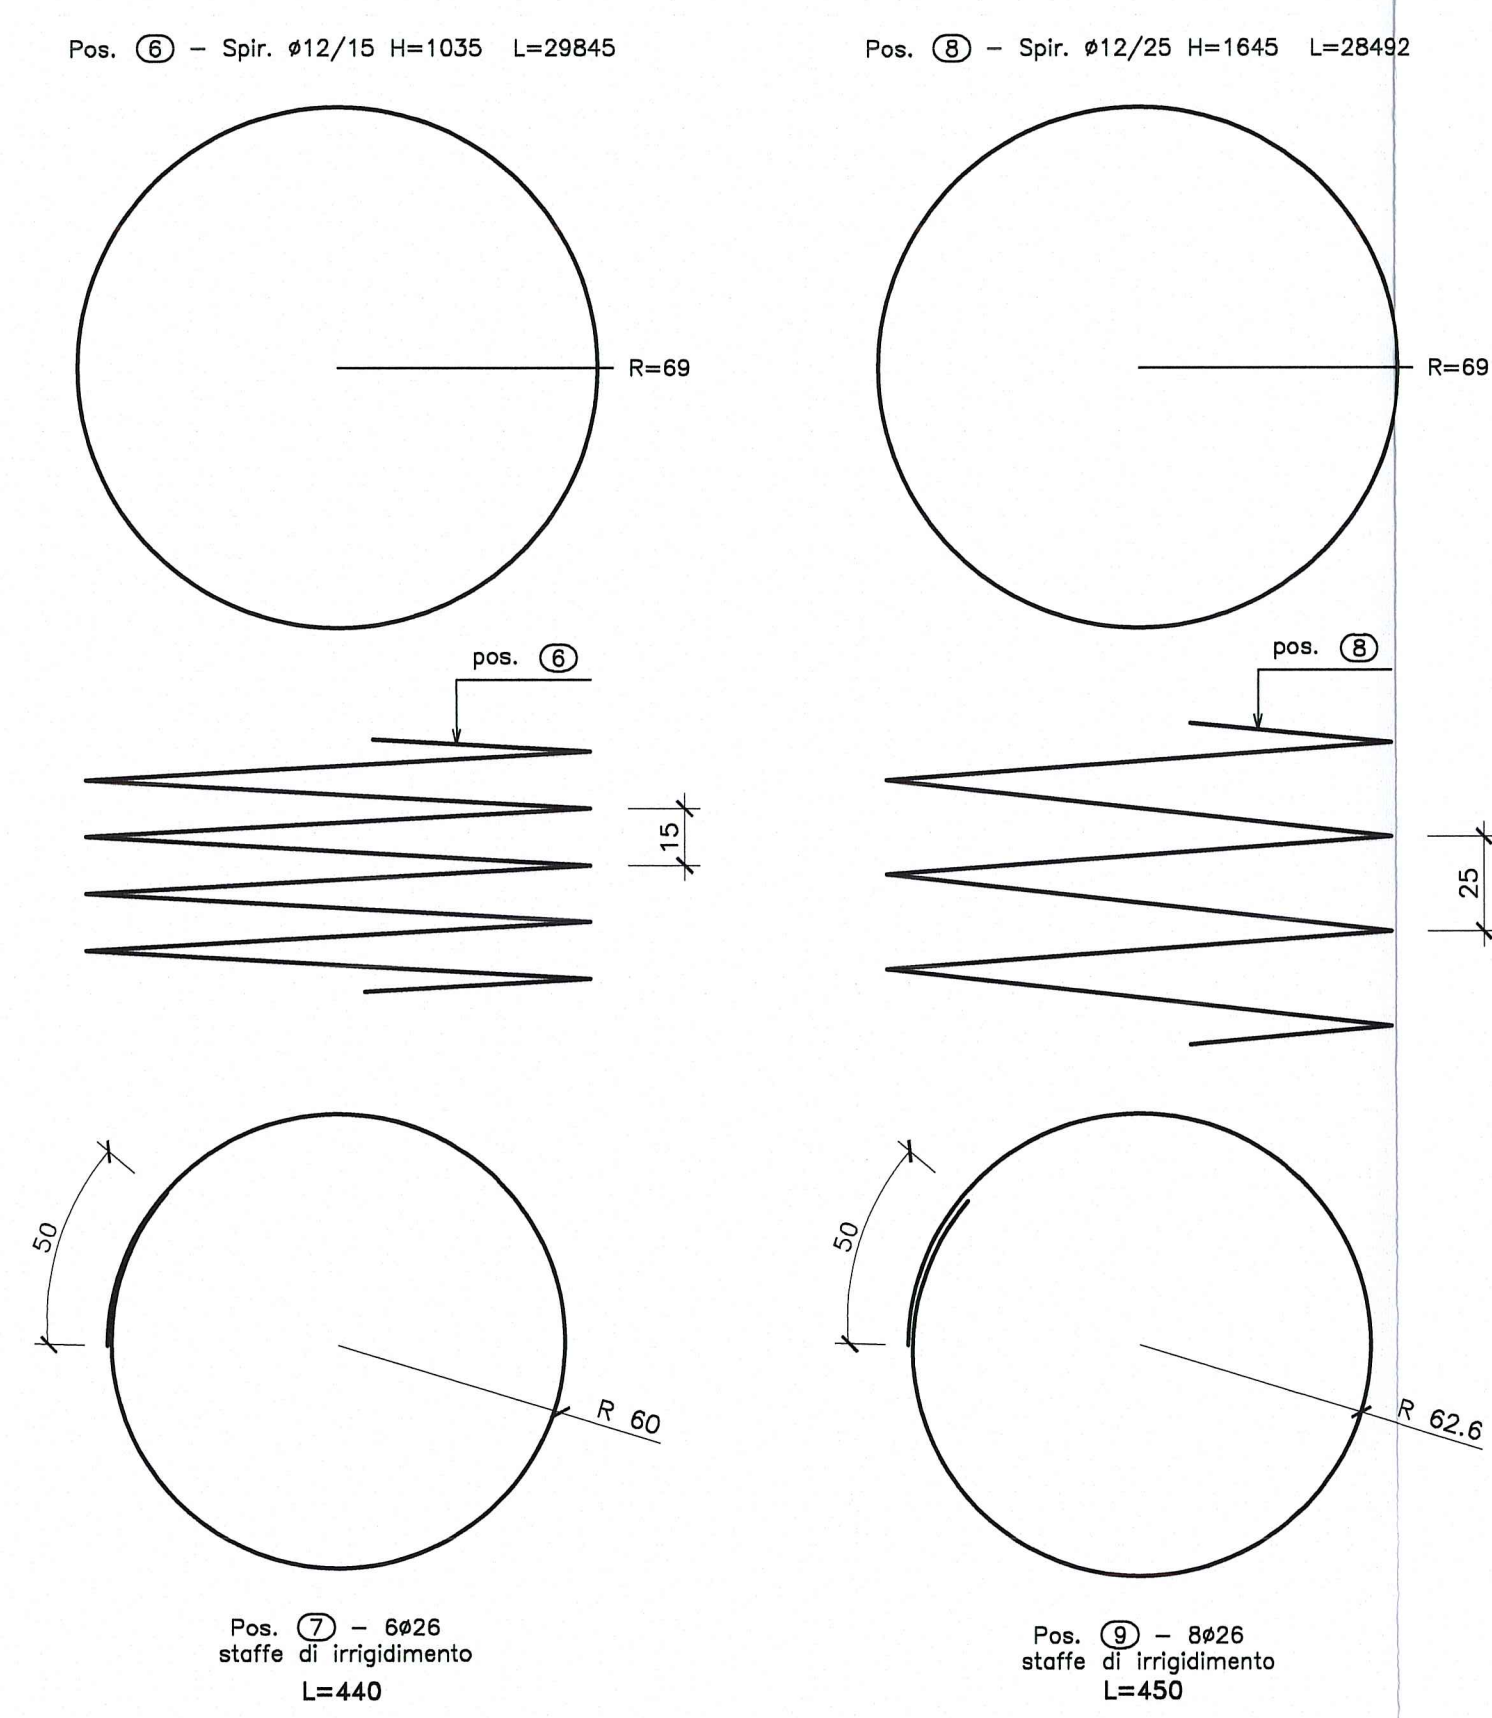 Pos. 6 – Spir. ø12/15 H=1035 L=29845
Pos. 8 – Spir. ø12/25 H=1645 L=28492
R=69
R=69
pos. 6
pos. 8
15
25
50
50
R 60
R 62.6
Pos. 7 – 6ø26
staffe di irrigidimento
L=440
Pos. 9 – 8ø26
staffe di irrigidimento
L=450